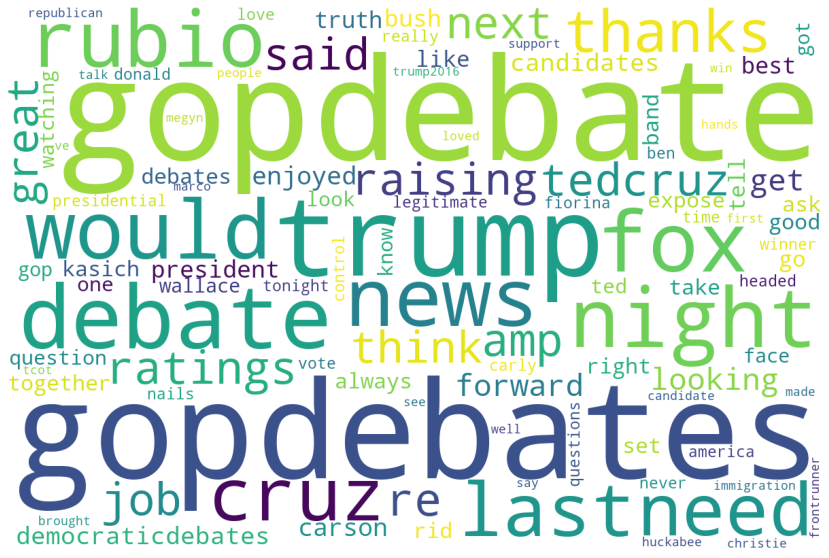 republican love truth bush next thanks got
rubio said really like support candidates best
talk donald people trump2016 win
great watching gopdebate
megyn loved hands
ve band ben
debates enjoyed raising tedcruz tell get
marco
presidential look legitimate fiorina expose ask
would trump fox time first good
gop kasich president know control winner go
one wallace tonight news ted take headed
debate night
question ratings vote think amp right face
tcot together always carly forward looking
nails see candidate made
gopdebates
well questions set america
never
job cruz re say lastneed immigration frontrunner
brought carson rid
democraticdebates huckabee christie